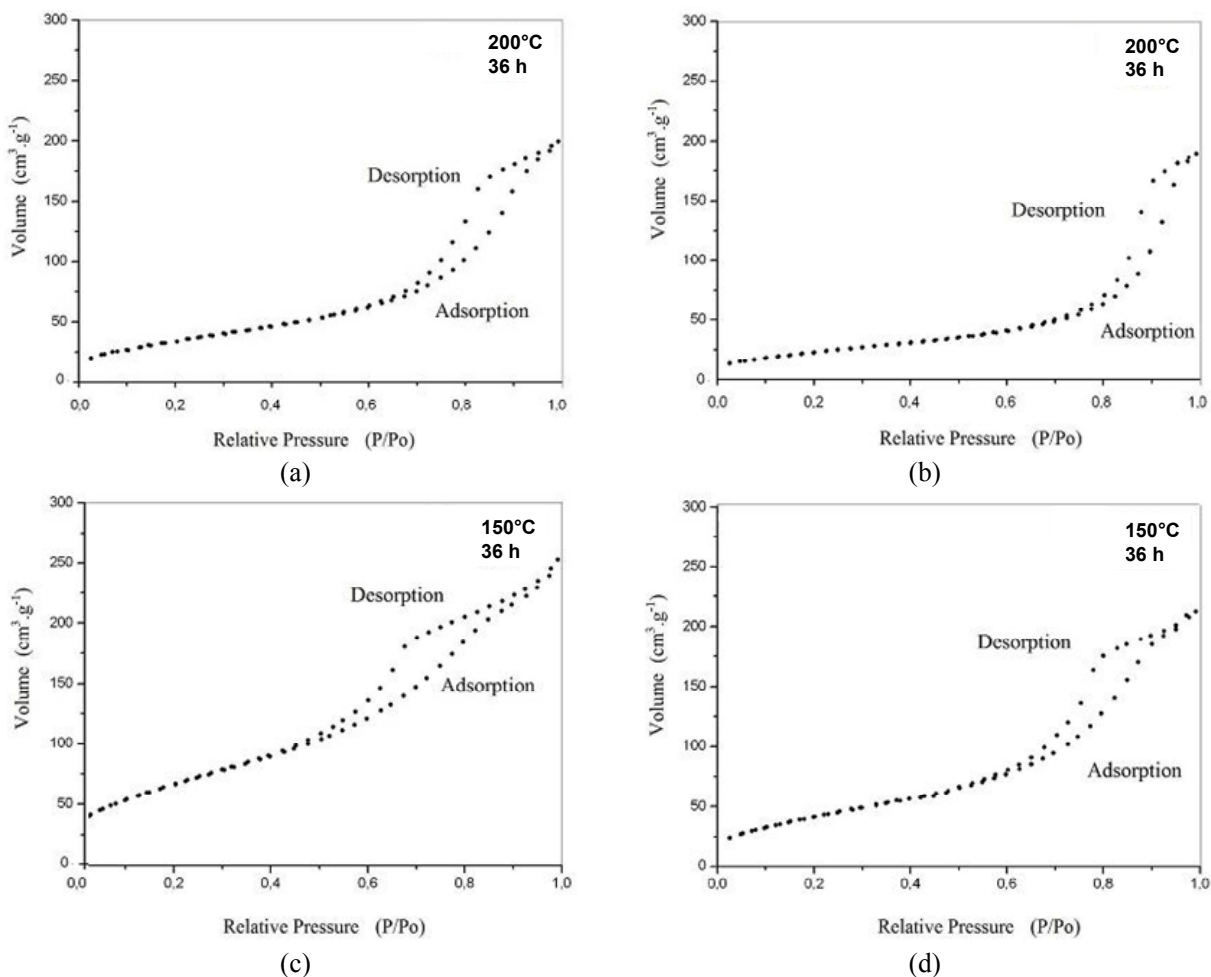 300
250
200
150
100
50
0
Volume (cm³.g⁻¹)
200°C
36 h
Desorption
Adsorption
0,0 0,2 0,4 0,6 0,8 1,0
Relative Pressure (P/Po)
(a)
300
250
200
150
100
50
0
Volume (cm³.g⁻¹)
200°C
36 h
Desorption
Adsorption
0,0 0,2 0,4 0,6 0,8 1,0
Relative Pressure (P/Po)
(b)
300
250
200
150
100
50
0
Volume (cm³.g⁻¹)
150°C
36 h
Desorption
Adsorption
0,0 0,2 0,4 0,6 0,8 1,0
Relative Pressure (P/Po)
(c)
300
250
200
150
100
50
0
Volume (cm³.g⁻¹)
150°C
36 h
Desorption
Adsorption
0,0 0,2 0,4 0,6 0,8 1,0
Relative Pressure (P/Po)
(d)